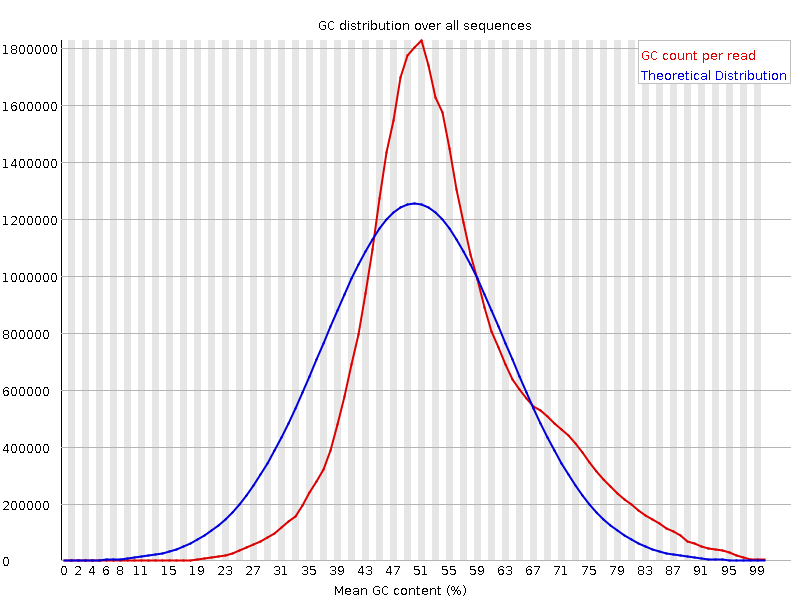 GC distribution over all sequences
GC count per read
Theoretical Distribution
1800000
1600000
1400000
1200000
1000000
800000
600000
400000
200000
0
0 2 4 6 8 11 15 19 23 27 31 35 39 43 47 51 55 59 63 67 71 75 79 83 87 91 95 99
Mean GC content (%)